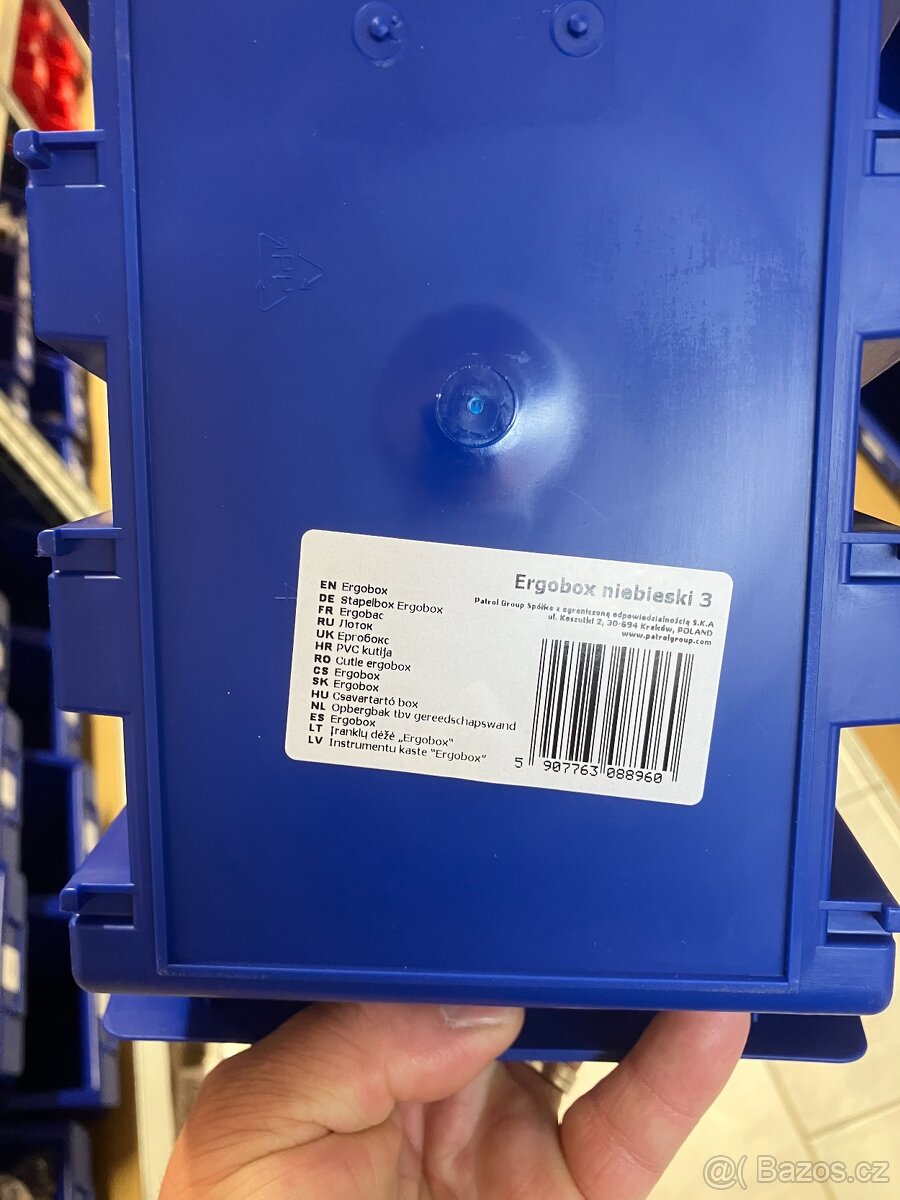 PP
Ergobox niebieski 3
Patrol Group Spółka z ograniczoną odpowiedzialnością S.K.A
ul. Koszutki 2, 30-694 Kraków, POLAND
www.patrolgroup.com
EN Ergobox
DE Stapelbox Ergobox
FR Ergobac
RU Лоток
UK Ергобокс
HR PVC kutija
RO Cutie ergobox
CS Ergobox
SK Ergobox
HU Csavartartó box
NL Opbergbak tbv gereedschapswand
ES Ergobox
LT Įrankių dėžė „Ergobox“
LV Instrumentu kaste "Ergobox"
5 907763 088960
@( Bazos.cz